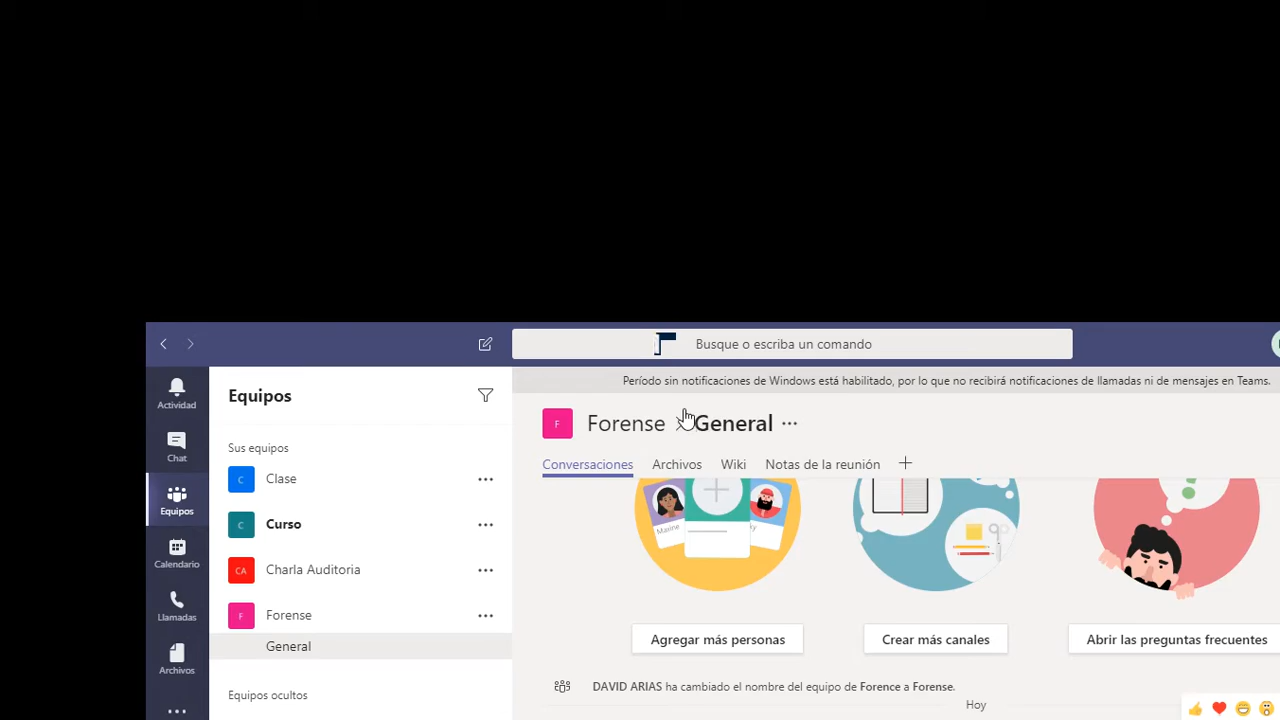 Busque o escriba un comando
Período sin notificaciones de Windows está habilitado, por lo que no recibirá notificaciones de llamadas ni de mensajes en Teams.
Actividad
Chat
Equipos
Calendario
Llamadas
Archivos
Equipos
Sus equipos
C Clase
C Curso
CA Charla Auditoria
F Forense
General
Equipos ocultos
F Forense > General
Conversaciones Archivos Wiki Notas de la reunión
Agregar más personas
Crear más canales
Abrir las preguntas frecuentes
DAVID ARIAS ha cambiado el nombre del equipo de Forence a Forense.
Hoy